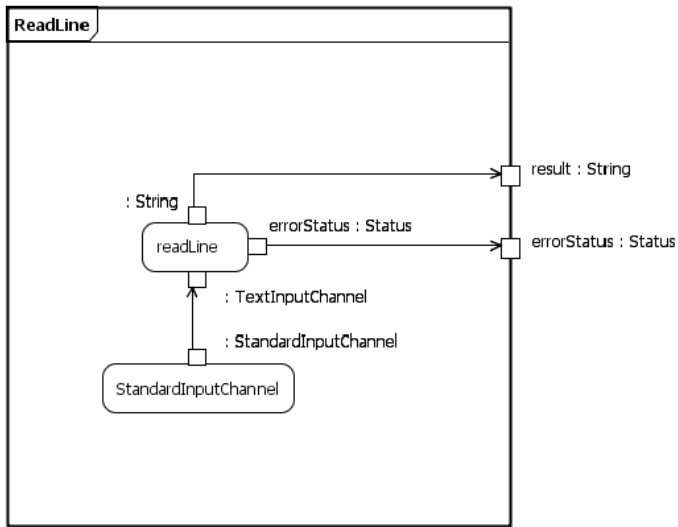 ReadLine
result : String
: String
errorStatus : Status
errorStatus : Status
readLine
: TextInputChannel
: StandardInputChannel
StandardInputChannel